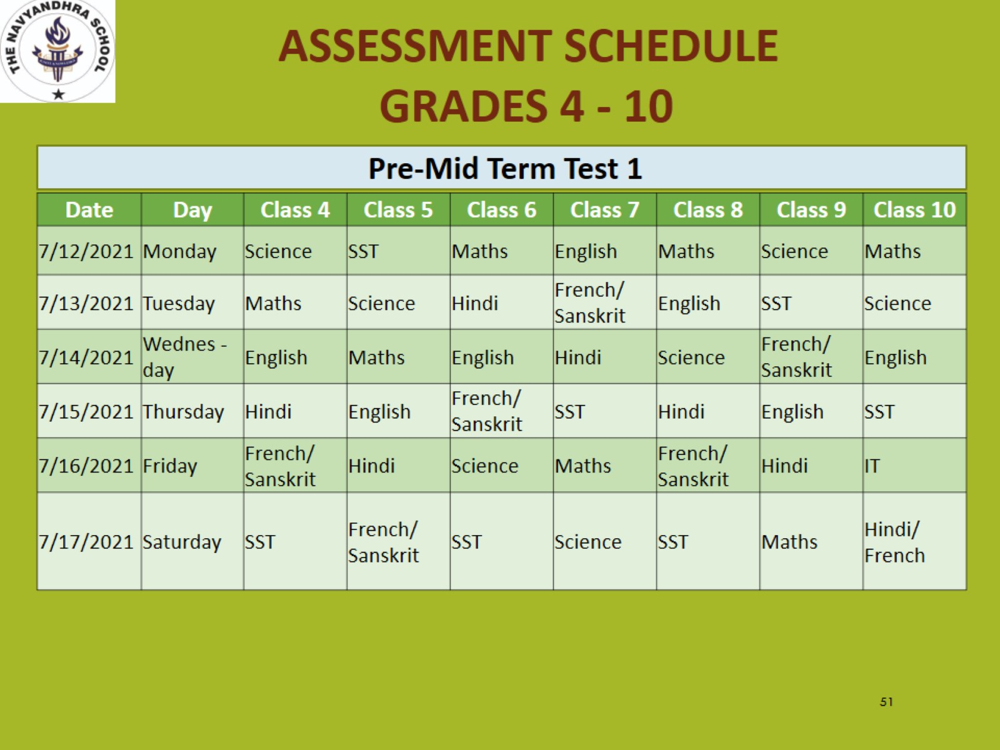 THE NAVYANDHRA SCHOOL
ASSESSMENT SCHEDULE
GRADES 4 - 10
Pre-Mid Term Test 1
Date Day Class 4 Class 5 Class 6 Class 7 Class 8 Class 9 Class 10
7/12/2021 Monday Science SST Maths English Maths Science Maths
7/13/2021 Tuesday Maths Science Hindi French/
Sanskrit English SST Science
7/14/2021 Wednes -
day English Maths English Hindi Science French/
Sanskrit English
7/15/2021 Thursday Hindi English French/
Sanskrit SST Hindi English SST
7/16/2021 Friday French/
Sanskrit Hindi Science Maths French/
Sanskrit Hindi IT
7/17/2021 Saturday SST French/
Sanskrit SST Science SST Maths Hindi/
French
51